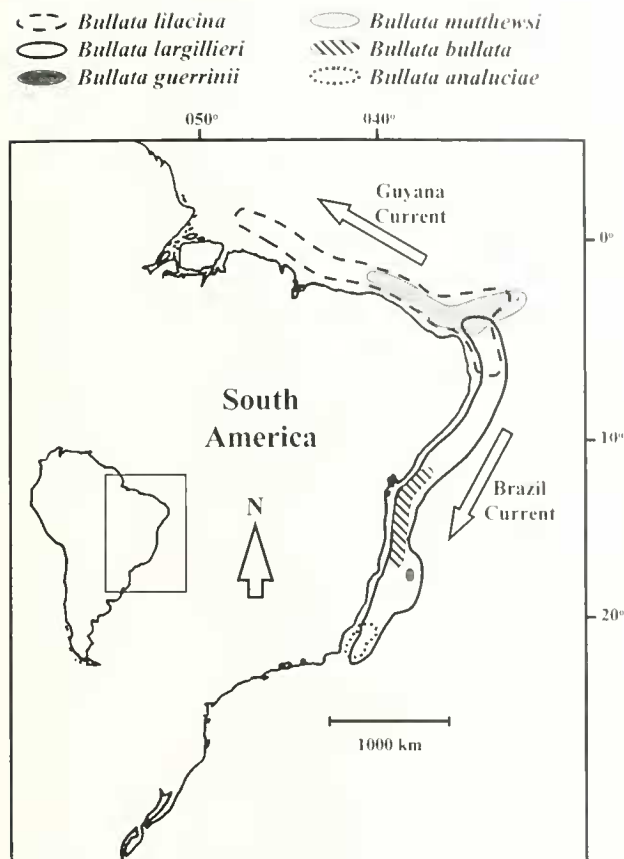 Bullata lilacina
Bullata largillieri
Bullata guerrinii
Bullata matthewsi
Bullata bullata
Bullata analuciae
050°
040°
Guyana
Current
0°
South
America
10°
Brazil
Current
N
20°
1000 km